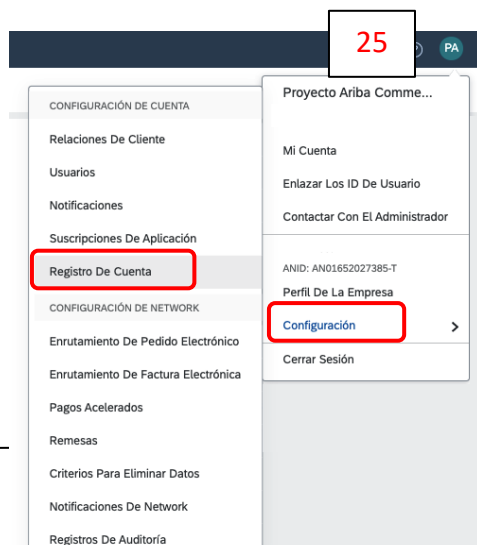 25
PA
Proyecto Ariba Comme...
Mi Cuenta
Enlazar Los ID De Usuario
Contactar Con El Administrador
ANID: AN01652027385-T
Perfil De La Empresa
Configuración
Cerrar Sesión
CONFIGURACIÓN DE CUENTA
Relaciones De Cliente
Usuarios
Notificaciones
Suscripciones De Aplicación
Registro De Cuenta
CONFIGURACIÓN DE NETWORK
Enrutamiento De Pedido Electrónico
Enrutamiento De Factura Electrónica
Pagos Acelerados
Remesas
Criterios Para Eliminar Datos
Notificaciones De Network
Registros De Auditoría